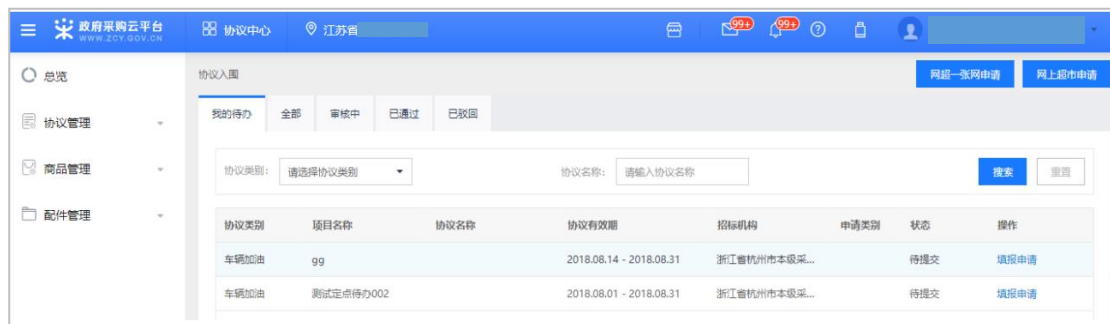 政府采购云平台 协议中心 江苏省 99+ 99+
WWW.ZCY.GOV.CN
总览
协议入围 网超一张网申请 网上超市申请
我的待办 全部 审核中 已通过 已驳回
协议管理
商品管理
协议类别: 请选择协议类别 协议名称: 请输入协议名称 搜索 重置
配件管理
协议类别 项目名称 协议名称 协议有效期 招标机构 申请类别 状态 操作
车辆加油 gg 2018.08.14 - 2018.08.31 浙江省杭州市本级采... 待提交 填报申请
车辆加油 测试定点待办002 2018.08.01 - 2018.08.31 浙江省杭州市本级采... 待提交 填报申请